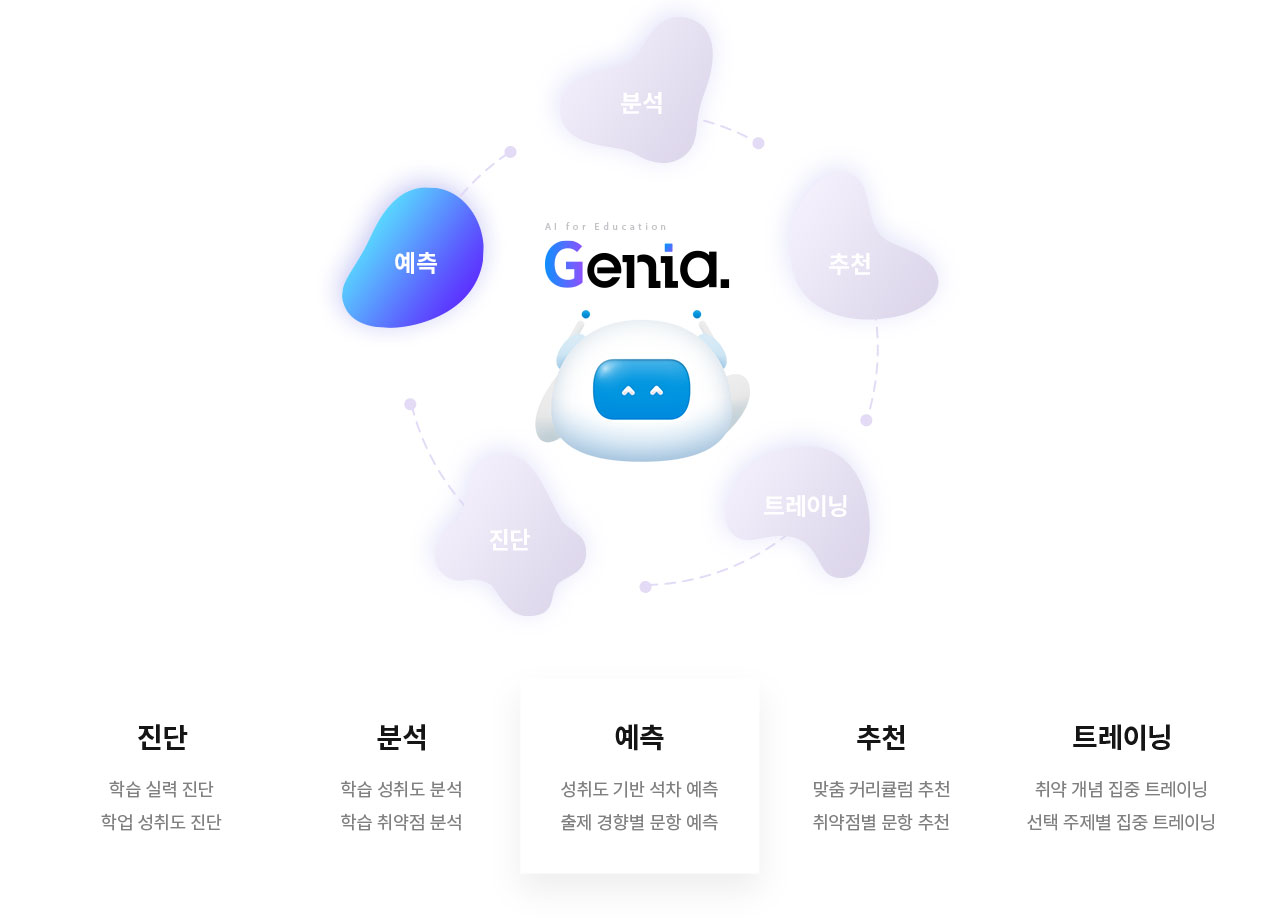 분석
예측
추천
AI for Education
Genia.
트레이닝
진단
진단
학습 실력 진단
학업 성취도 진단
분석
학습 성취도 분석
학습 취약점 분석
예측
성취도 기반 석차 예측
출제 경향별 문항 예측
추천
맞춤 커리큘럼 추천
취약점별 문항 추천
트레이닝
취약 개념 집중 트레이닝
선택 주제별 집중 트레이닝